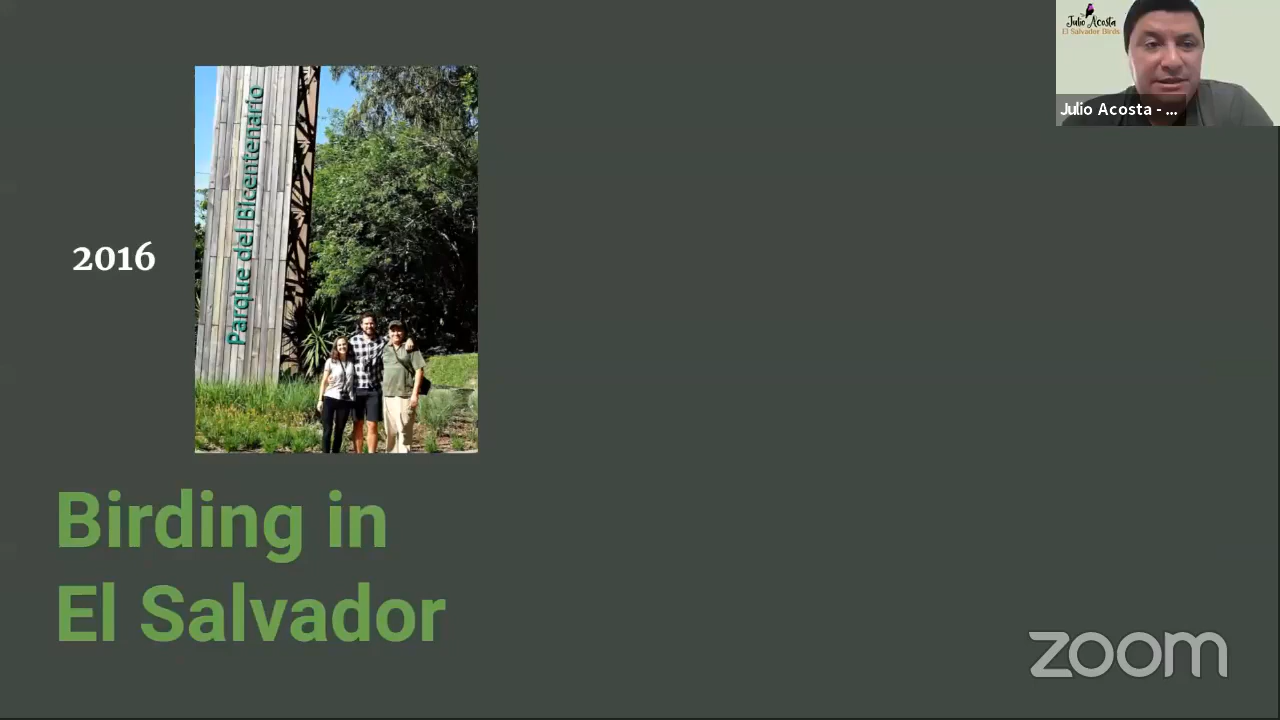 Julio Acosta
El Salvador Birds
Julio Acosta - ...
Parque del Bicentenario
2016
Birding in
El Salvador
zoom